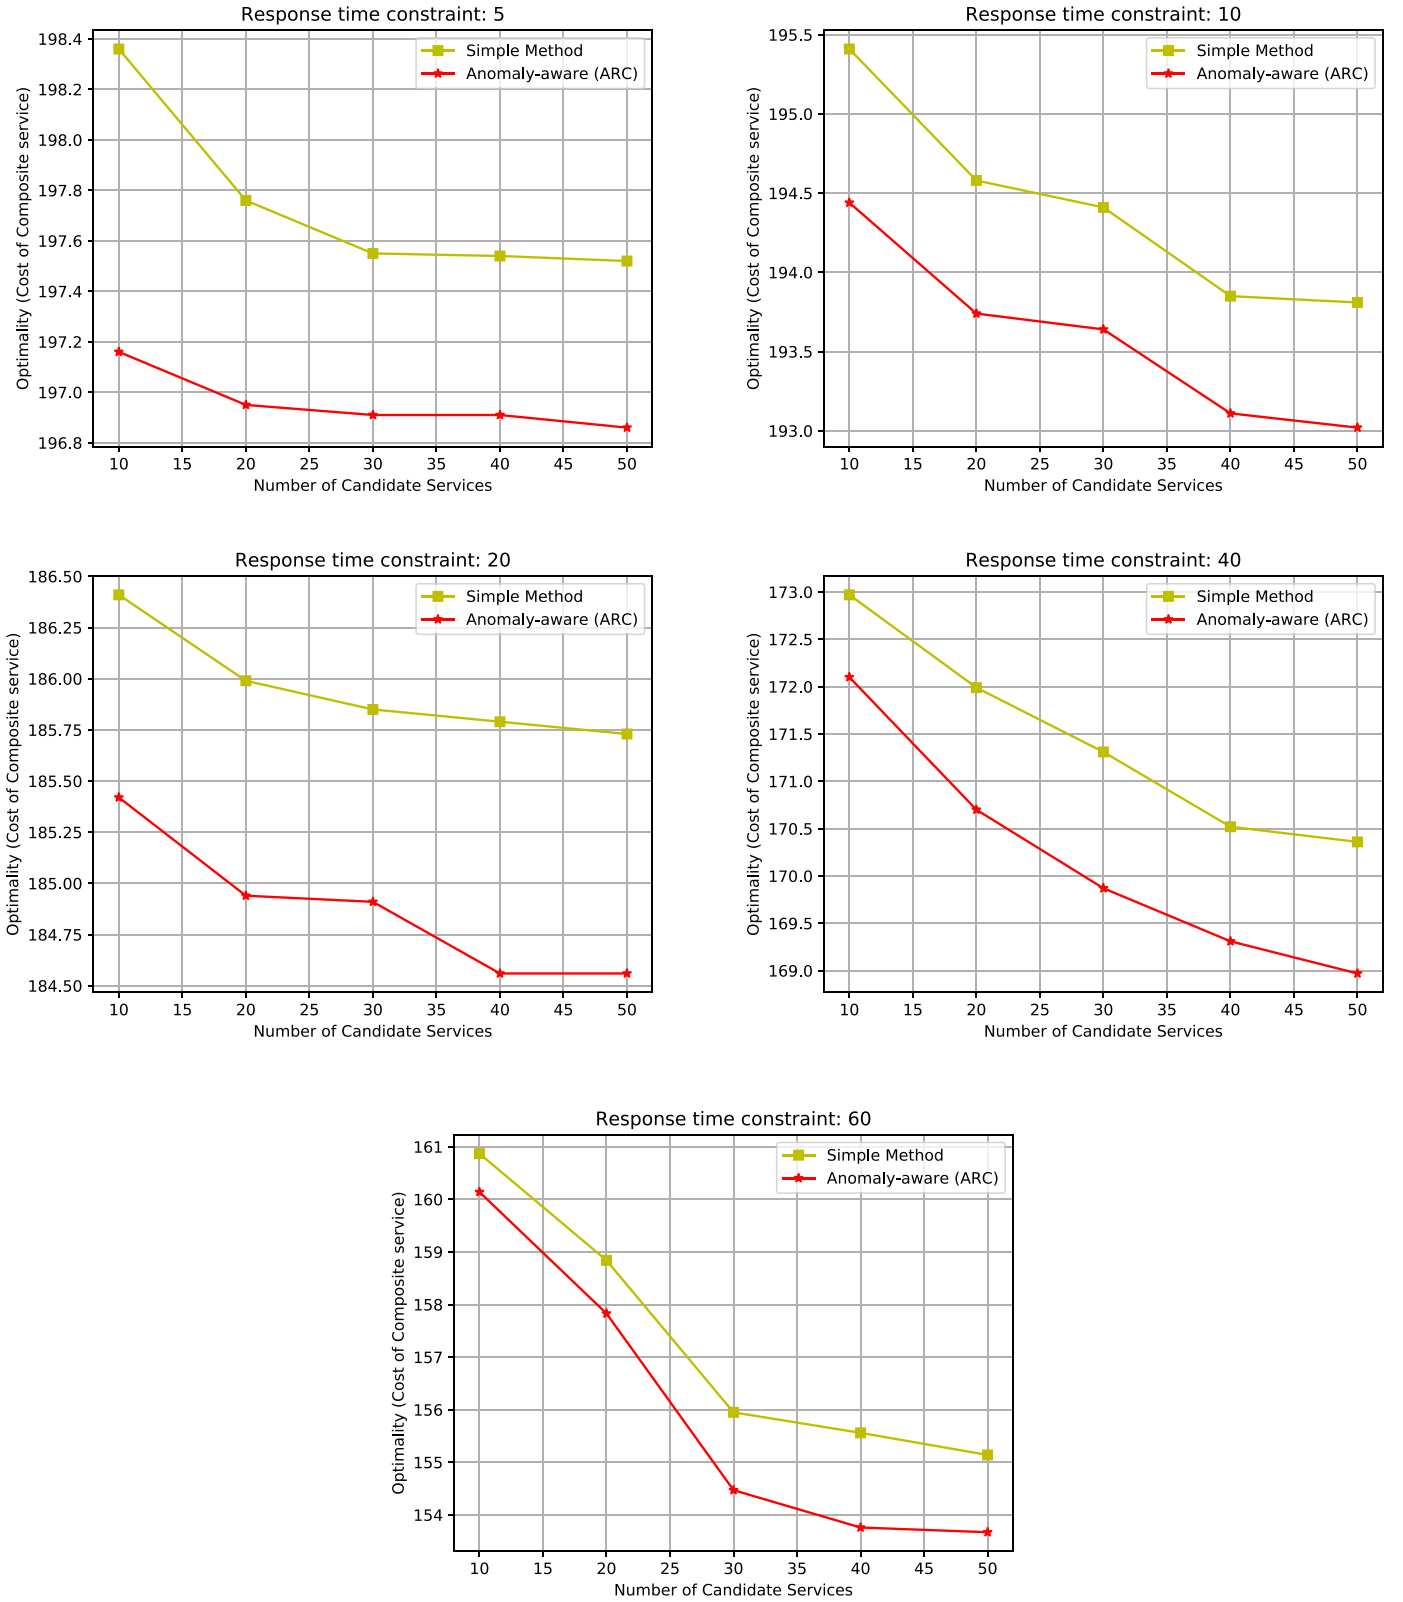 Response time constraint: 5
Optimality (Cost of Composite service)
198.4
198.2
198.0
197.8
197.6
197.4
197.2
197.0
196.8
Simple Method
Anomaly-aware (ARC)
10 15 20 25 30 35 40 45 50
Number of Candidate Services
Response time constraint: 10
Optimality (Cost of Composite service)
195.5
195.0
194.5
194.0
193.5
193.0
Simple Method
Anomaly-aware (ARC)
10 15 20 25 30 35 40 45 50
Number of Candidate Services
Response time constraint: 20
Optimality (Cost of Composite service)
186.50
186.25
186.00
185.75
185.50
185.25
185.00
184.75
184.50
Simple Method
Anomaly-aware (ARC)
10 15 20 25 30 35 40 45 50
Number of Candidate Services
Response time constraint: 40
Optimality (Cost of Composite service)
173.0
172.5
172.0
171.5
171.0
170.5
170.0
169.5
169.0
Simple Method
Anomaly-aware (ARC)
10 15 20 25 30 35 40 45 50
Number of Candidate Services
Response time constraint: 60
Optimality (Cost of Composite service)
161
160
159
158
157
156
155
154
Simple Method
Anomaly-aware (ARC)
10 15 20 25 30 35 40 45 50
Number of Candidate Services